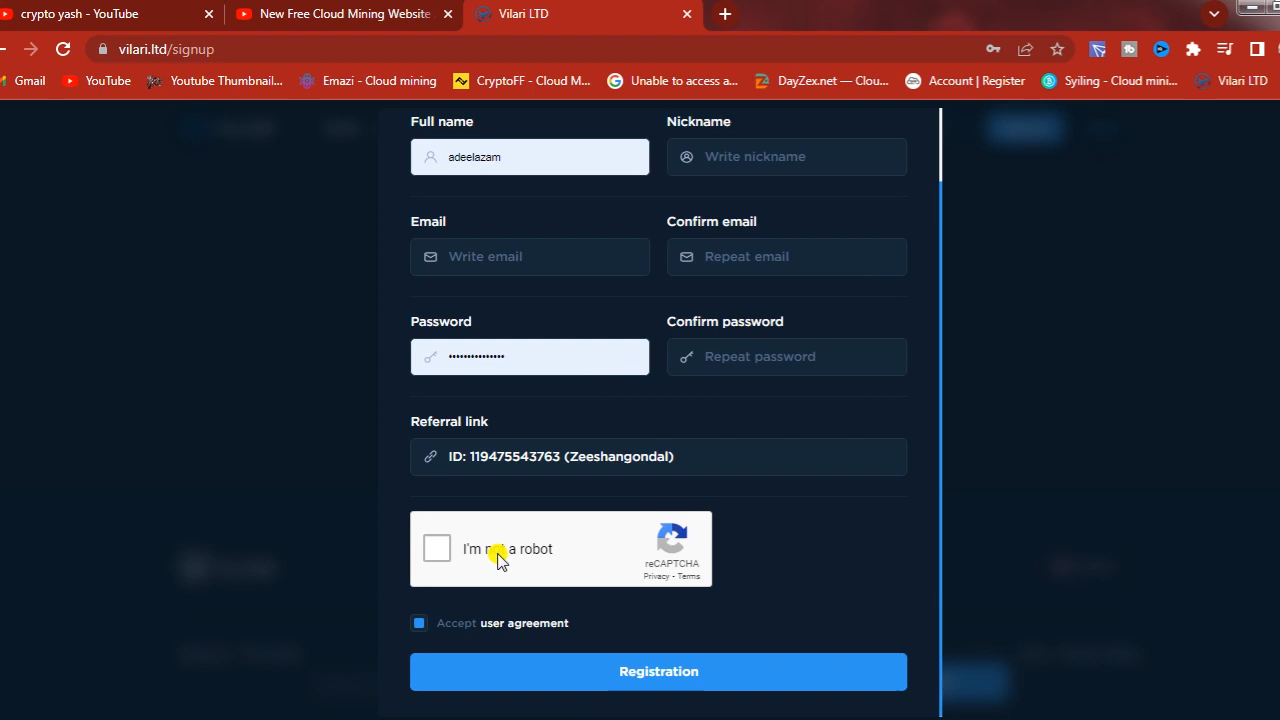 crypto yash - YouTube
New Free Cloud Mining Website
Vilari LTD
vilari.ltd/signup
Gmail
YouTube
Youtube Thumbnail...
Emazi - Cloud mining
CryptoFF - Cloud M...
Unable to access a...
DayZex.net — Clou...
Account | Register
Syiling - Cloud mini...
Vilari LTD
Full name
Nickname
adeelazam
Write nickname
Email
Confirm email
Write email
Repeat email
Password
Confirm password
•••••••••••••••
Repeat password
Referral link
ID: 119475543763 (Zeeshangondal)
I'm not a robot
reCAPTCHA
Privacy - Terms
Accept user agreement
Registration